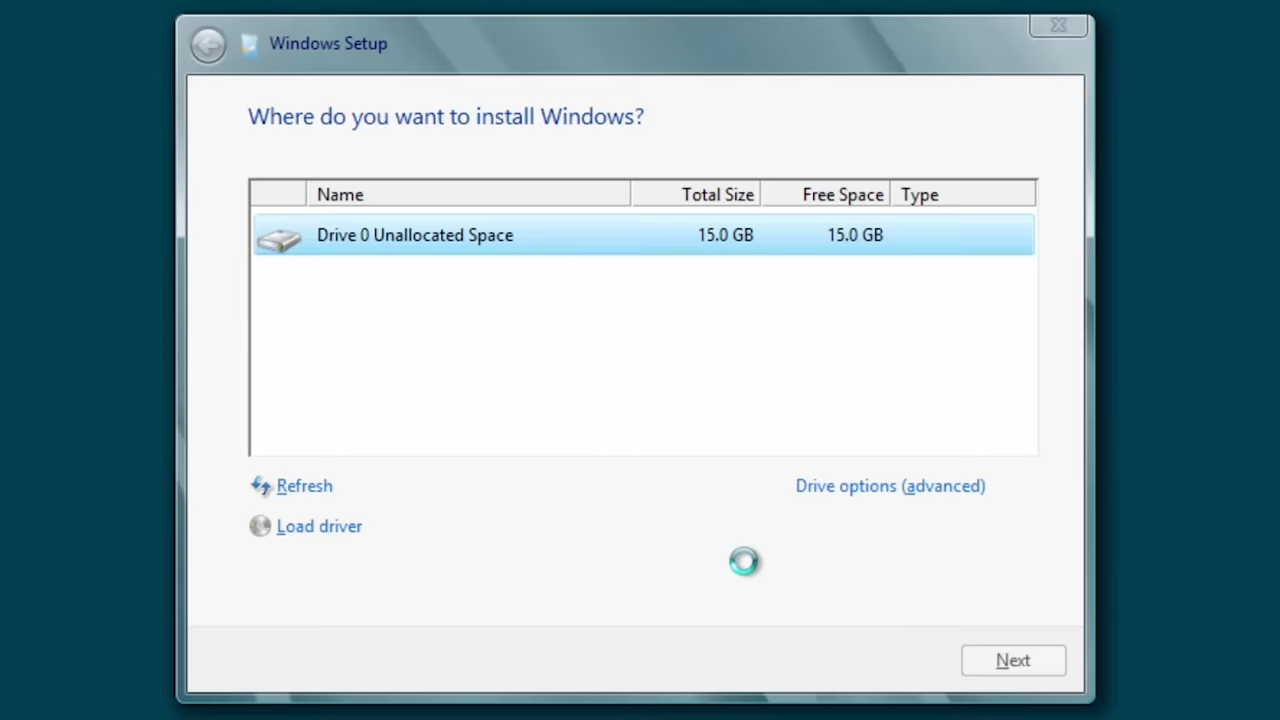 Windows Setup
Where do you want to install Windows?
Name Total Size Free Space Type
Drive 0 Unallocated Space 15.0 GB 15.0 GB
Refresh Drive options (advanced)
Load driver
Next